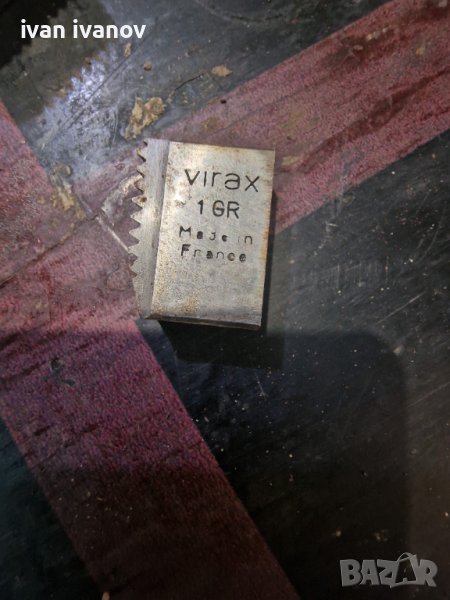 ivan ivanov
virax
1GR
Made in
France
BAZAR